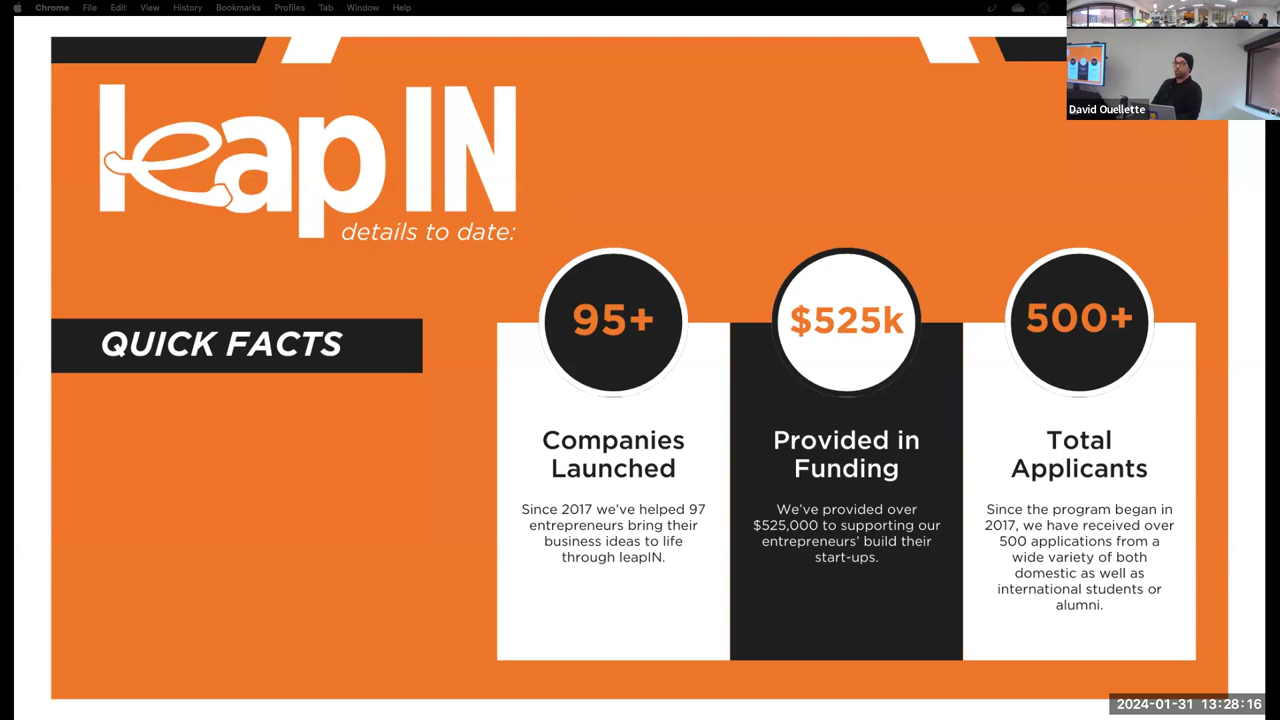 Chrome File Edit View History Bookmarks Profiles Tab Window Help
David Ouellette
leapIN
details to date:
QUICK FACTS
95+
Companies
Launched
Since 2017 we've helped 97
entrepreneurs bring their
business ideas to life
through leapIN.
$525k
Provided in
Funding
We've provided over
$525,000 to supporting our
entrepreneurs' build their
start-ups.
500+
Total
Applicants
Since the program began in
2017, we have received over
500 applications from a
wide variety of both
domestic as well as
international students or
alumni.
2024-01-31 13:28:16